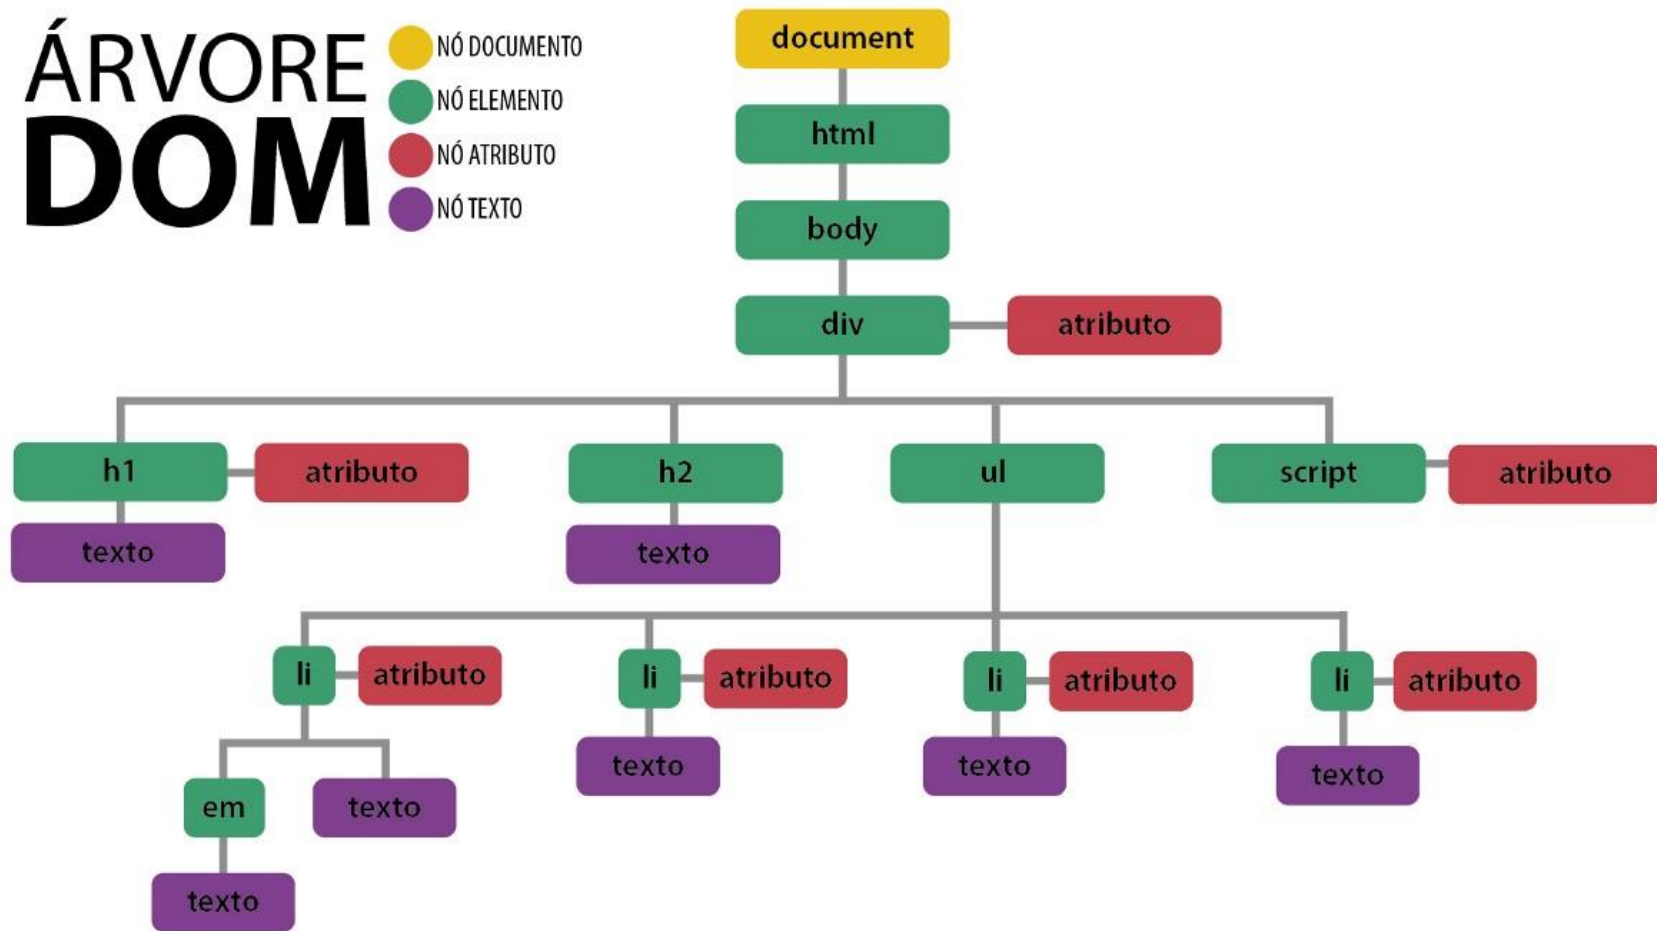 ÁRVORE
DOM
NÓ DOCUMENTO
NÓ ELEMENTO
NÓ ATRIBUTO
NÓ TEXTO
document
html
body
div
atributo
h1
atributo
h2
ul
script
atributo
texto
texto
li
atributo
li
atributo
li
atributo
li
atributo
texto
texto
texto
em
texto
texto